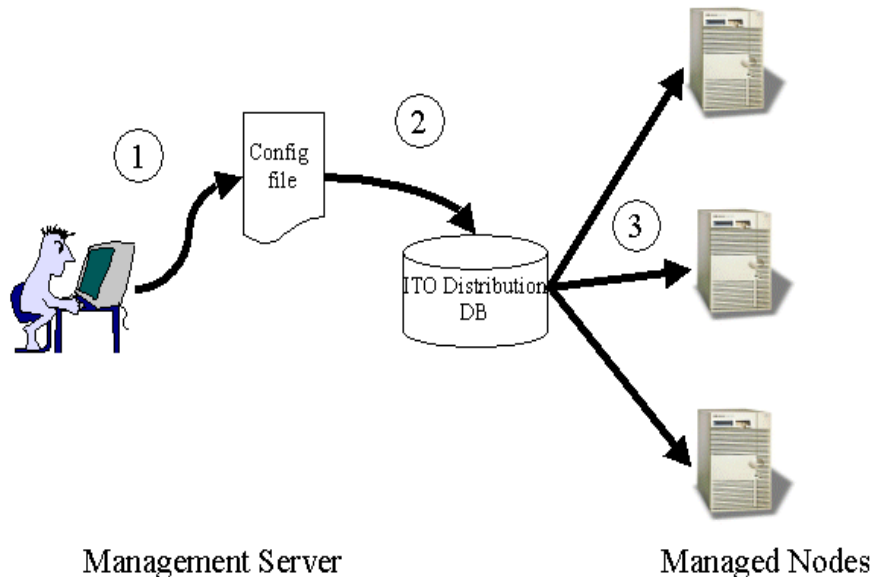 1
Config
file
2
ITO Distribution
DB
3
Management Server
Managed Nodes